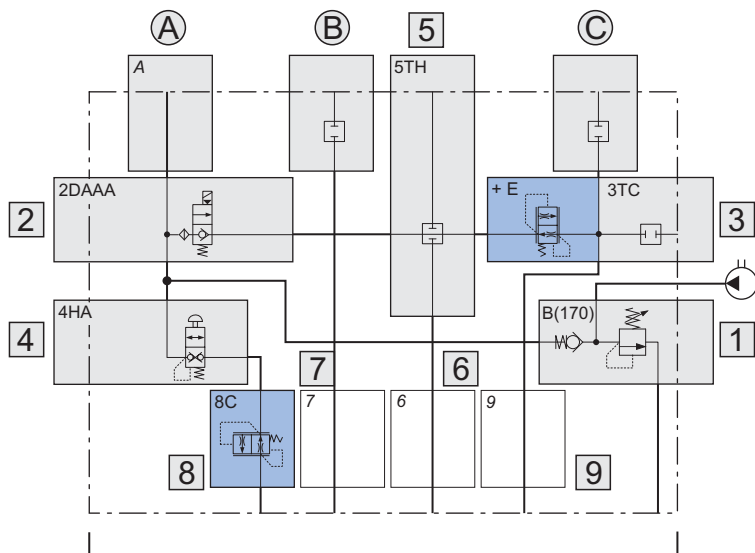 A B 5 C
A 5TH
2 2DAAA + E 3TC 3
4 4HA B(170) 1
7 6
8C 7 6 9
8 9